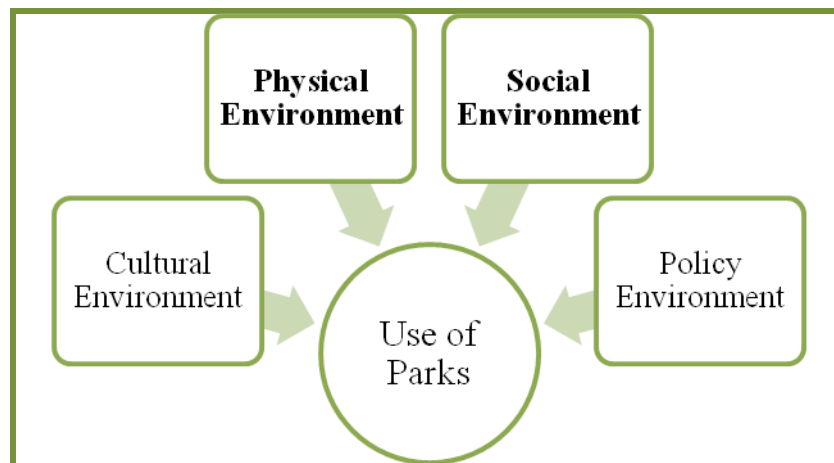 Physical
Environment
Social
Environment
Cultural
Environment
Policy
Environment
Use of
Parks